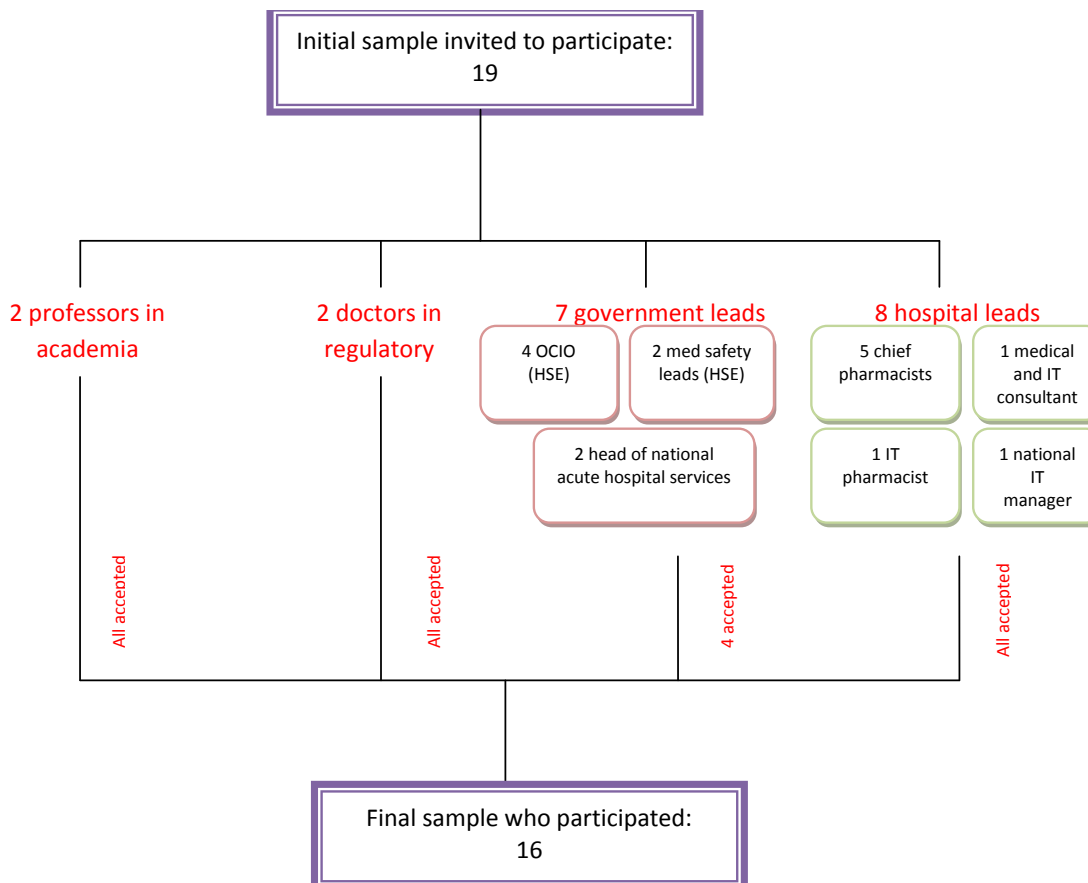 Initial sample invited to participate:
19
2 professors in
academia
2 doctors in
regulatory
7 government leads
4 OCIO
(HSE)
2 med safety
leads (HSE)
2 head of national
acute hospital services
8 hospital leads
5 chief
pharmacists
1 medical
and IT
consultant
1 IT
pharmacist
1 national
IT
manager
All accepted
All accepted
4 accepted
All accepted
Final sample who participated:
16